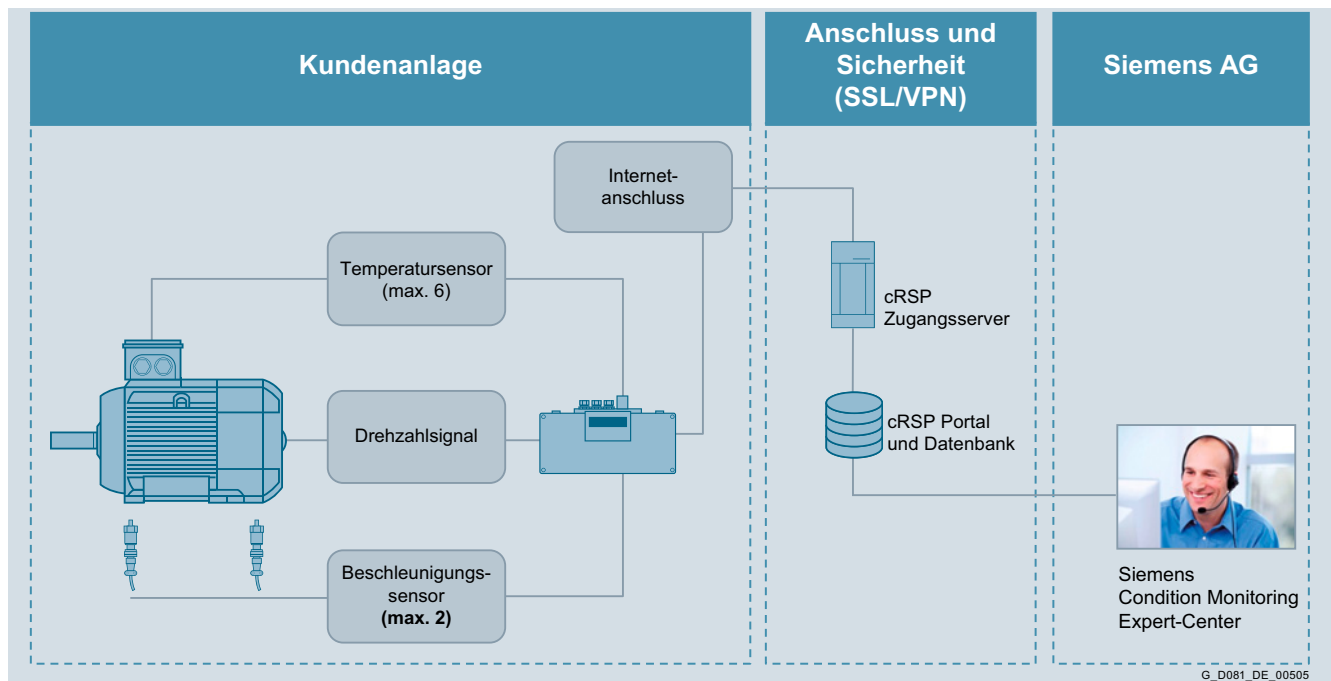 Kundenanlage
Anschluss und
Sicherheit
(SSL/VPN)
Siemens AG
Internet-
anschluss
Temperatursensor
(max. 6)
cRSP
Zugangsserver
Drehzahlsignal
cRSP Portal
und Datenbank
Beschleunigungs-
sensor
(max. 2)
Siemens
Condition Monitoring
Expert-Center
G_D081_DE_00505